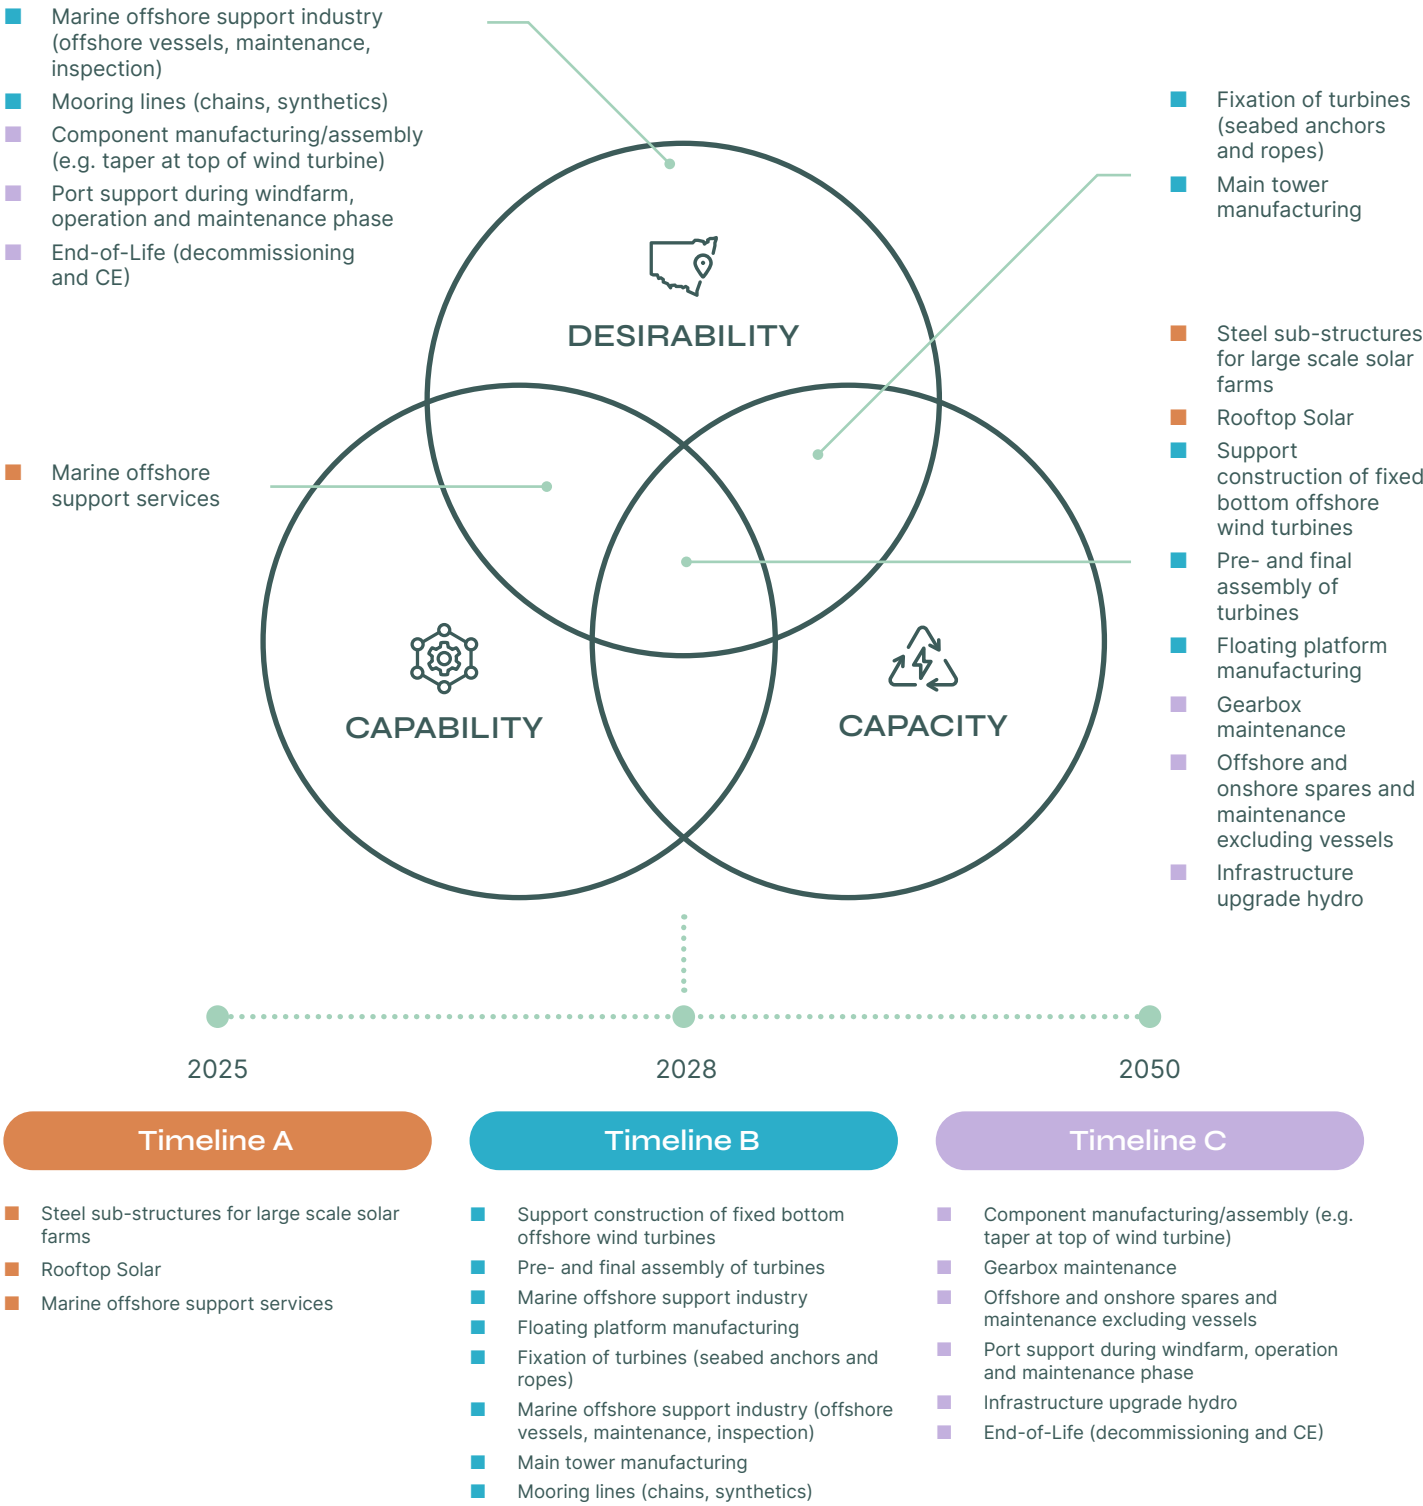 Marine offshore support industry
(offshore vessels, maintenance,
inspection)
Mooring lines (chains, synthetics)
Component manufacturing/assembly
(e.g. taper at top of wind turbine)
Port support during windfarm,
operation and maintenance phase
End-of-Life (decommissioning
and CE)
Fixation of turbines
(seabed anchors
and ropes)
Main tower
manufacturing
DESIRABILITY
Marine offshore
support services
Steel sub-structures
for large scale solar
farms
Rooftop Solar
Support
construction of fixed
bottom offshore
wind turbines
Pre- and final
assembly of
turbines
Floating platform
manufacturing
Gearbox
maintenance
Offshore and
onshore spares and
maintenance
excluding vessels
Infrastructure
upgrade hydro
CAPABILITY
CAPACITY
2025
2028
2050
Timeline A
Steel sub-structures for large scale solar
farms
Rooftop Solar
Marine offshore support services
Timeline B
Support construction of fixed bottom
offshore wind turbines
Pre- and final assembly of turbines
Marine offshore support industry
Floating platform manufacturing
Fixation of turbines (seabed anchors and
ropes)
Marine offshore support industry (offshore
vessels, maintenance, inspection)
Main tower manufacturing
Mooring lines (chains, synthetics)
Timeline C
Component manufacturing/assembly (e.g.
taper at top of wind turbine)
Gearbox maintenance
Offshore and onshore spares and
maintenance excluding vessels
Port support during windfarm, operation
and maintenance phase
Infrastructure upgrade hydro
End-of-Life (decommissioning and CE)